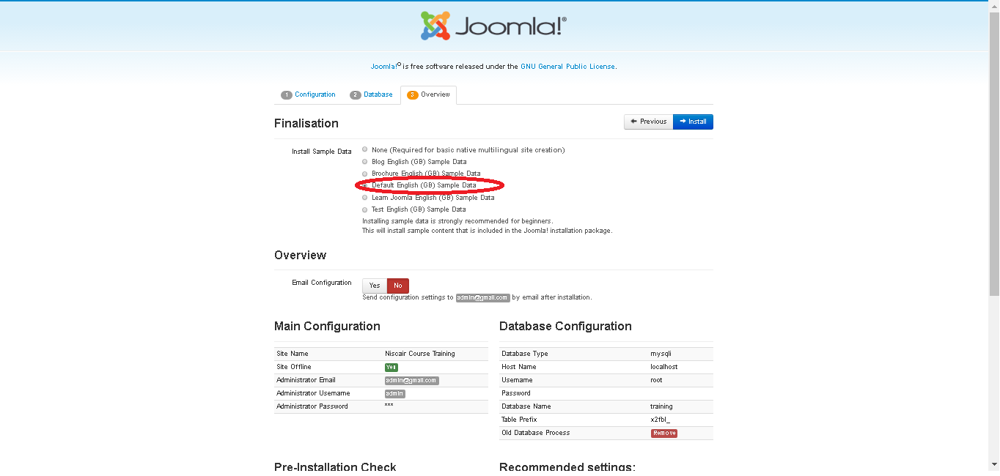 Joomla!®
Joomla!® is free software released under the GNU General Public License.
1 Configuration 2 Database 3 Overview
Finalisation
Previous Install
Install Sample Data
None (Required for basic native multilingual site creation)
Blog English (GB) Sample Data
Brochure English (GB) Sample Data
Default English (GB) Sample Data
Learn Joomla English (GB) Sample Data
Test English (GB) Sample Data
Installing sample data is strongly recommended for beginners.
This will install sample content that is included in the Joomla! installation package.
Overview
Email Configuration Yes No
Send configuration settings to admin@gmail.com by email after installation.
Main Configuration
Site Name Niscair Course Training
Site Offline Yes
Administrator Email admin@gmail.com
Administrator Username admin
Administrator Password ***
Database Configuration
Database Type mysqli
Host Name localhost
Username root
Password
Database Name training
Table Prefix x2fbl_
Old Database Process Remove
Pre-Installation Check
Recommended settings: